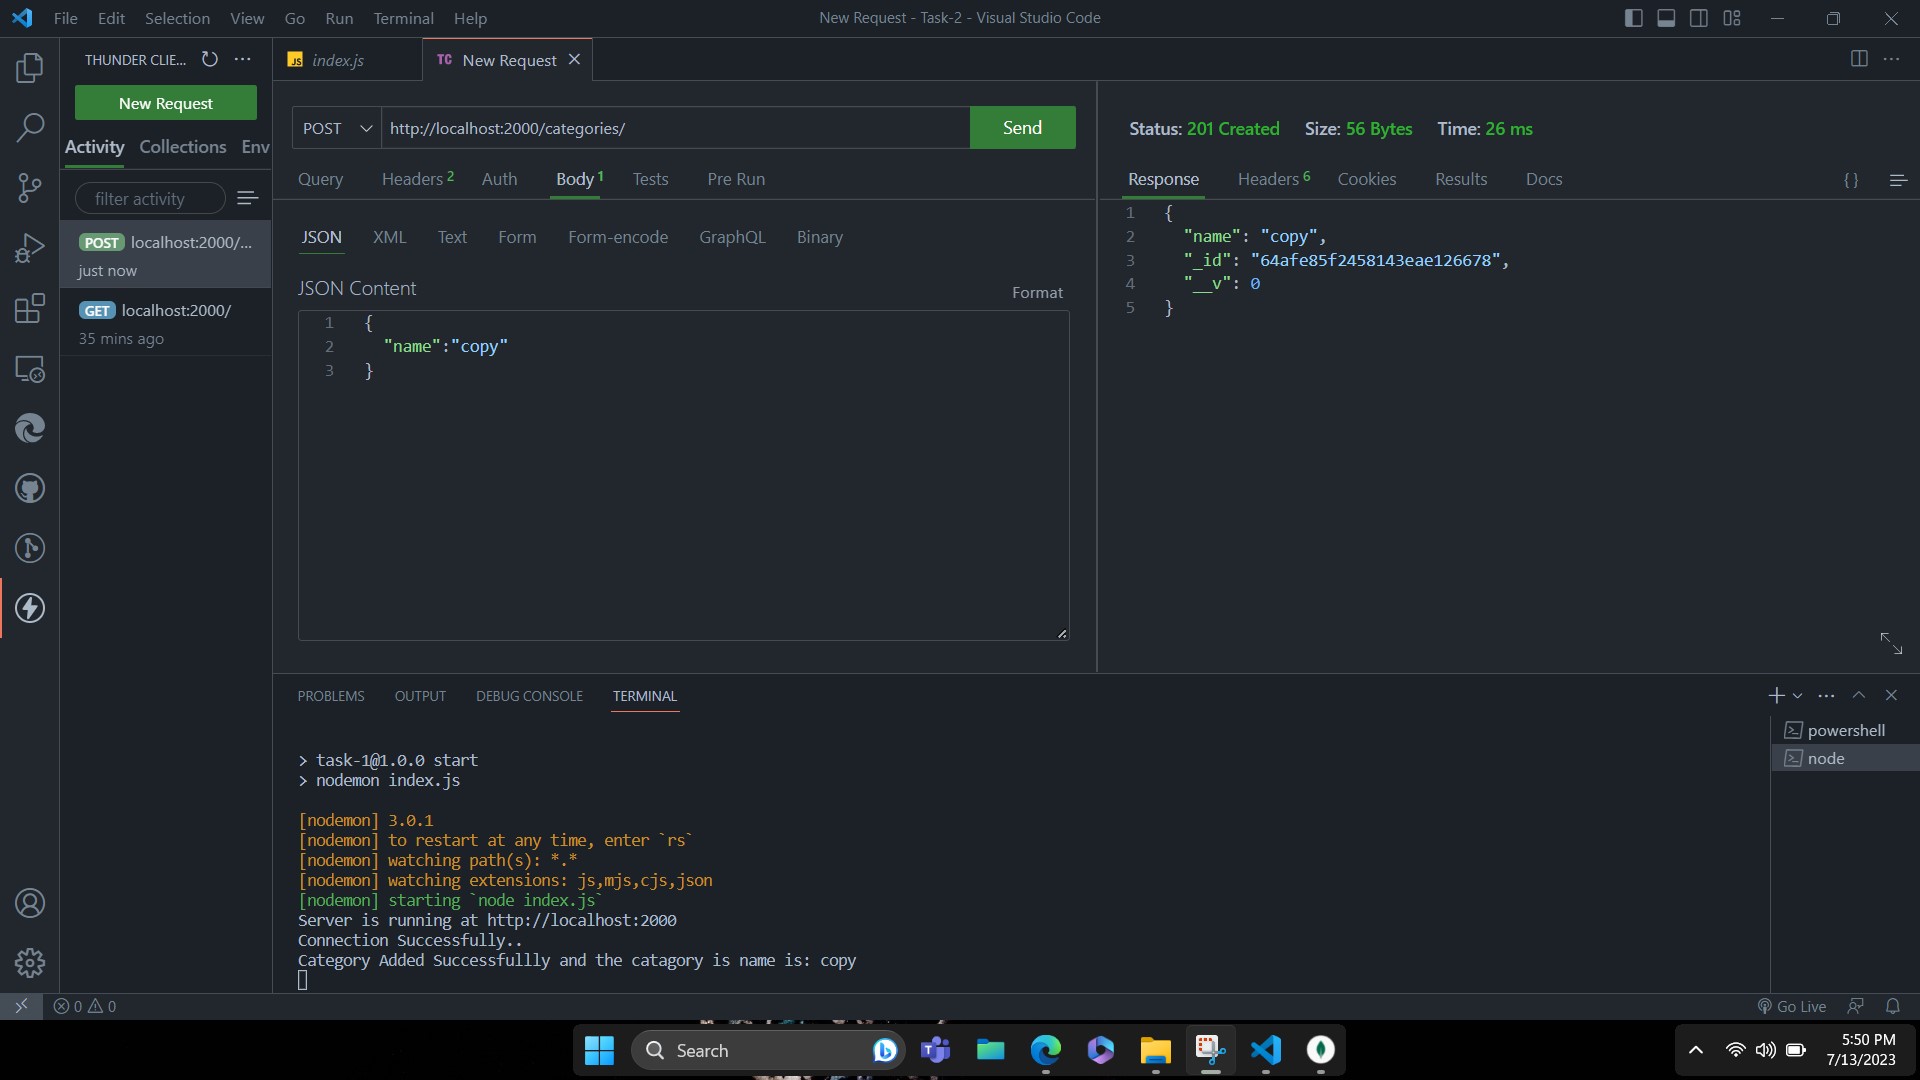 File Edit Selection View Go Run Terminal Help
New Request - Task-2 - Visual Studio Code
THUNDER CLIE...
New Request
Activity Collections Env
filter activity
POST localhost:2000/...
just now
GET localhost:2000/
35 mins ago
JS index.js
TC New Request
POST http://localhost:2000/categories/ Send
Query Headers 2 Auth Body 1 Tests Pre Run
JSON XML Text Form Form-encode GraphQL Binary
JSON Content
Format
1 {
2 "name":"copy"
3 }
Status: 201 Created Size: 56 Bytes Time: 26 ms
Response Headers 6 Cookies Results Docs { }
1 {
2 "name": "copy",
3 "_id": "64afe85f2458143eae126678",
4 "__v": 0
5 }
PROBLEMS OUTPUT DEBUG CONSOLE TERMINAL
> task-1@1.0.0 start
> nodemon index.js
[nodemon] 3.0.1
[nodemon] to restart at any time, enter `rs`
[nodemon] watching path(s): *.*
[nodemon] watching extensions: js,mjs,cjs,json
[nodemon] starting `node index.js`
Server is running at http://localhost:2000
Connection Successfully..
Category Added Successfullly and the catagory is name is: copy
powershell
node
0 0
Go Live
Search
5:50 PM
7/13/2023